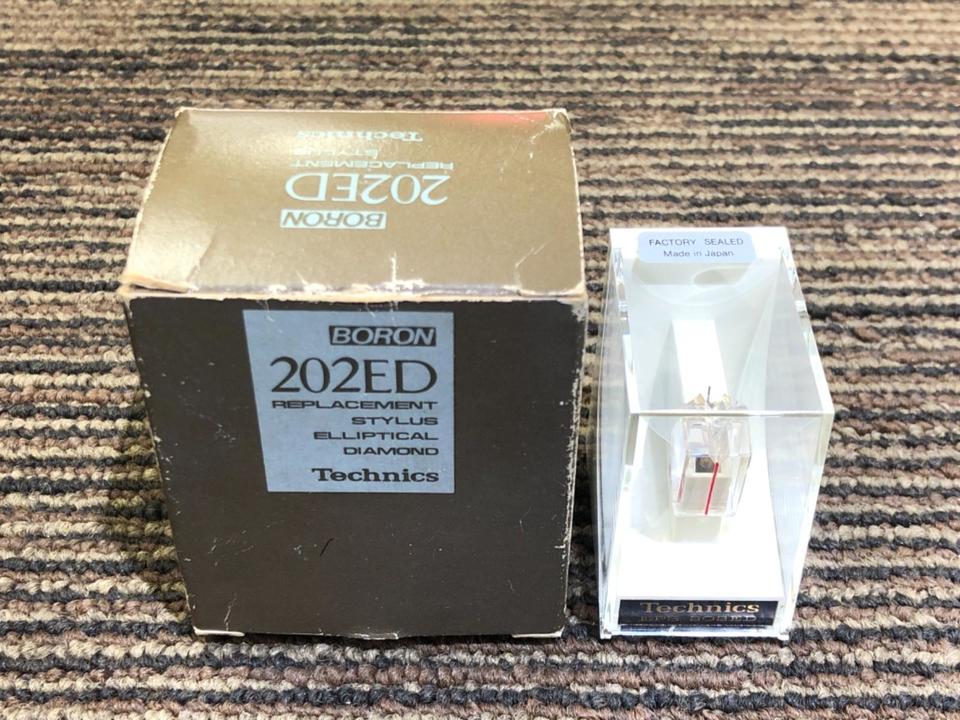 Technics
STYLUS
REPLACEMENT
202ED
BORON
BORON
202ED
REPLACEMENT
STYLUS
ELLIPTICAL
DIAMOND
Technics
FACTORY SEALED
Made in Japan
Technics